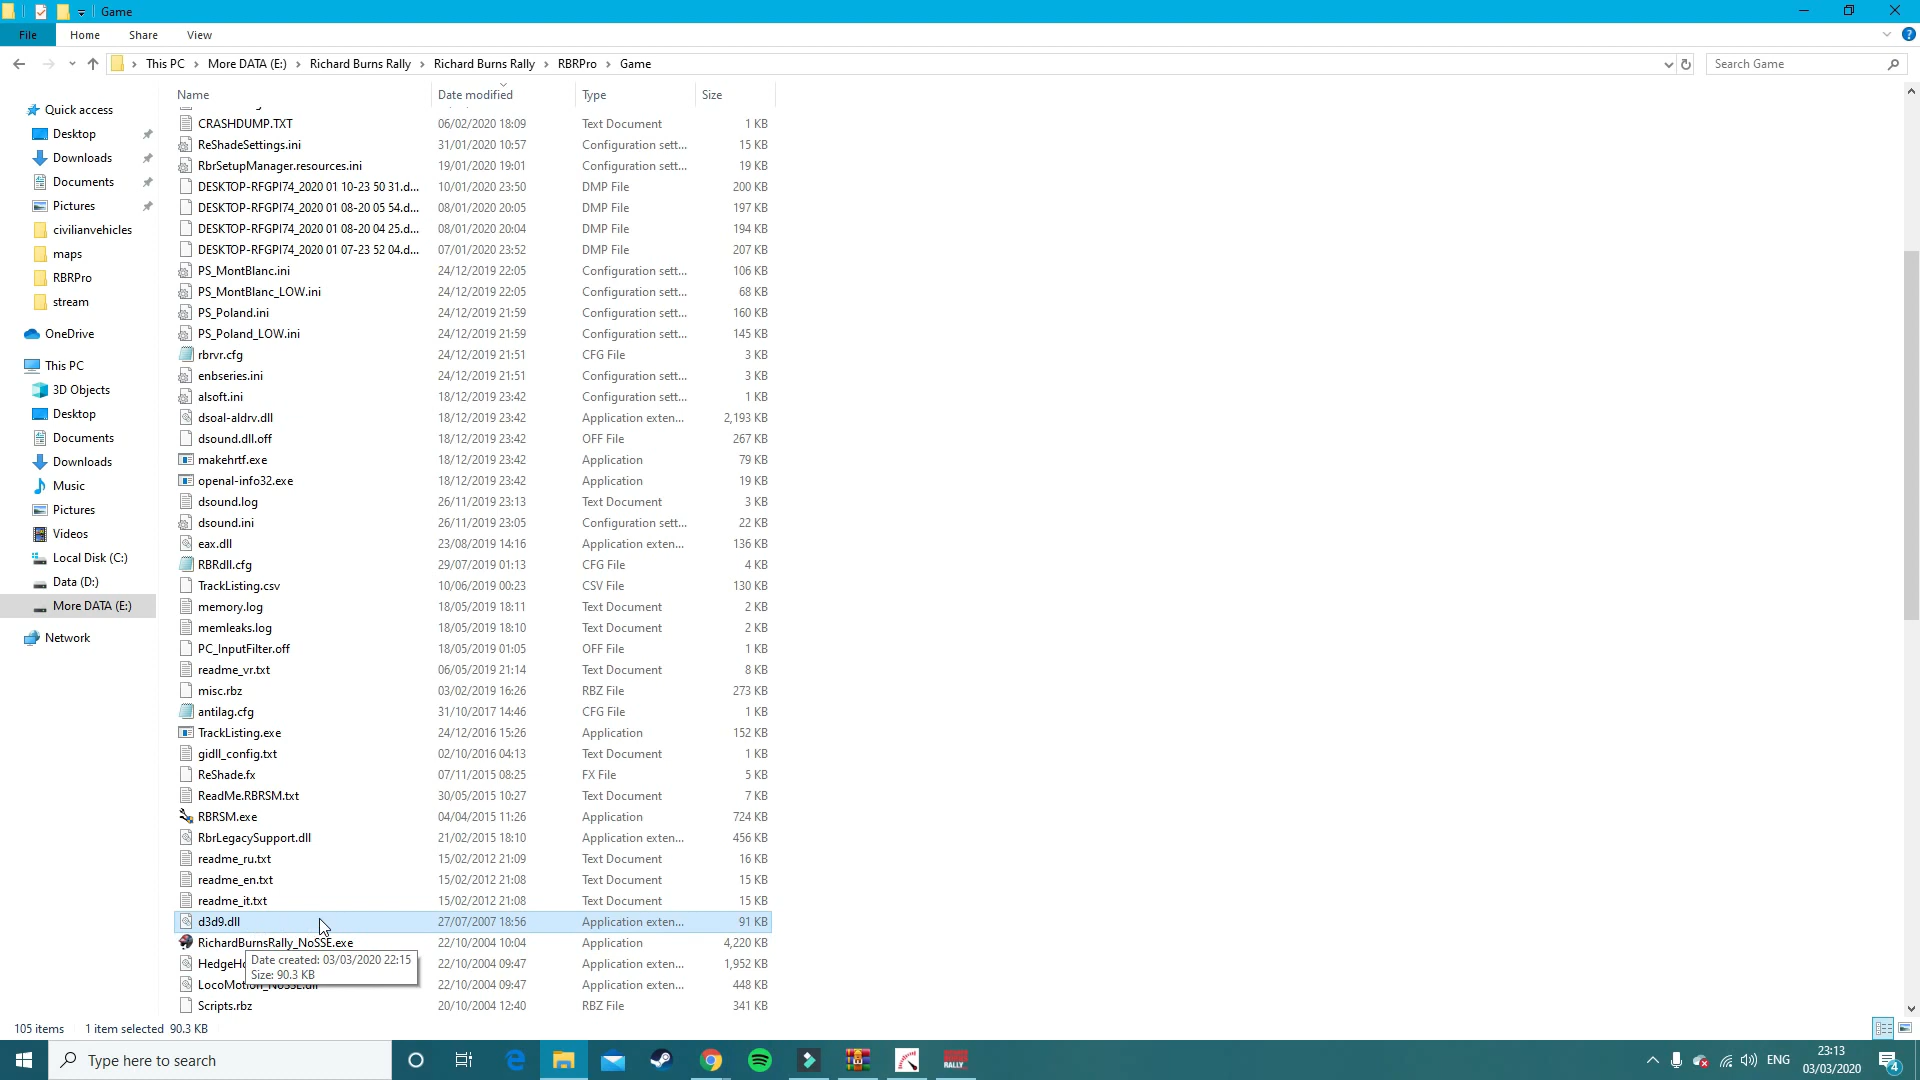 Game
File Home Share View
This PC More DATA (E:) Richard Burns Rally Richard Burns Rally RBRPro Game
Search Game
Name Date modified Type Size
CRASHDUMP.TXT 06/02/2020 18:09 Text Document 1 KB
ReShadeSettings.ini 31/01/2020 10:57 Configuration sett... 15 KB
RbrSetupManager.resources.ini 19/01/2020 19:01 Configuration sett... 19 KB
DESKTOP-RFGPI74_2020 01 10-23 50 31.d... 10/01/2020 23:50 DMP File 200 KB
DESKTOP-RFGPI74_2020 01 08-20 05 54.d... 08/01/2020 20:05 DMP File 197 KB
DESKTOP-RFGPI74_2020 01 08-20 04 25.d... 08/01/2020 20:04 DMP File 194 KB
DESKTOP-RFGPI74_2020 01 07-23 52 04.d... 07/01/2020 23:52 DMP File 207 KB
PS_MontBlanc.ini 24/12/2019 22:05 Configuration sett... 106 KB
PS_MontBlanc_LOW.ini 24/12/2019 22:05 Configuration sett... 68 KB
PS_Poland.ini 24/12/2019 21:59 Configuration sett... 160 KB
PS_Poland_LOW.ini 24/12/2019 21:59 Configuration sett... 145 KB
rbrvr.cfg 24/12/2019 21:51 CFG File 3 KB
enbseries.ini 24/12/2019 21:51 Configuration sett... 3 KB
alsoft.ini 18/12/2019 23:42 Configuration sett... 1 KB
dsoal-aldrv.dll 18/12/2019 23:42 Application exten... 2,193 KB
dsound.dll.off 18/12/2019 23:42 OFF File 267 KB
makehrtf.exe 18/12/2019 23:42 Application 79 KB
openal-info32.exe 18/12/2019 23:42 Application 19 KB
dsound.log 26/11/2019 23:13 Text Document 3 KB
dsound.ini 26/11/2019 23:05 Configuration sett... 22 KB
eax.dll 23/08/2019 14:16 Application exten... 136 KB
RBRdll.cfg 29/07/2019 01:13 CFG File 4 KB
TrackListing.csv 10/06/2019 00:23 CSV File 130 KB
memory.log 18/05/2019 18:11 Text Document 2 KB
memleaks.log 18/05/2019 18:10 Text Document 2 KB
PC_InputFilter.off 18/05/2019 01:05 OFF File 1 KB
readme_vr.txt 06/05/2019 21:14 Text Document 8 KB
misc.rbz 03/02/2019 16:26 RBZ File 273 KB
antilag.cfg 31/10/2017 14:46 CFG File 1 KB
TrackListing.exe 24/12/2016 15:26 Application 152 KB
gidll_config.txt 02/10/2016 04:13 Text Document 1 KB
ReShade.fx 07/11/2015 08:25 FX File 5 KB
ReadMe.RBRSM.txt 30/05/2015 10:27 Text Document 7 KB
RBRSM.exe 04/04/2015 11:26 Application 724 KB
RbrLegacySupport.dll 21/02/2015 18:10 Application exten... 456 KB
readme_ru.txt 15/02/2012 21:09 Text Document 16 KB
readme_en.txt 15/02/2012 21:08 Text Document 15 KB
readme_it.txt 15/02/2012 21:08 Text Document 15 KB
d3d9.dll 27/07/2007 18:56 Application exten... 91 KB
RichardBurnsRally_NoSSE.exe 22/10/2004 10:04 Application 4,220 KB
22/10/2004 09:47 Application exten... 1,952 KB
22/10/2004 09:47 Application exten... 448 KB
Scripts.rbz 20/10/2004 12:40 RBZ File 341 KB
Date created: 03/03/2020 22:15
Size: 90.3 KB
Quick access
Desktop
Downloads
Documents
Pictures
civilianvehicles
maps
RBRPro
stream
OneDrive
This PC
3D Objects
Desktop
Documents
Downloads
Music
Pictures
Videos
Local Disk (C:)
Data (D:)
More DATA (E:)
Network
105 items 1 item selected 90.3 KB
Type here to search
RALLY
ENG
23:13
03/03/2020
4